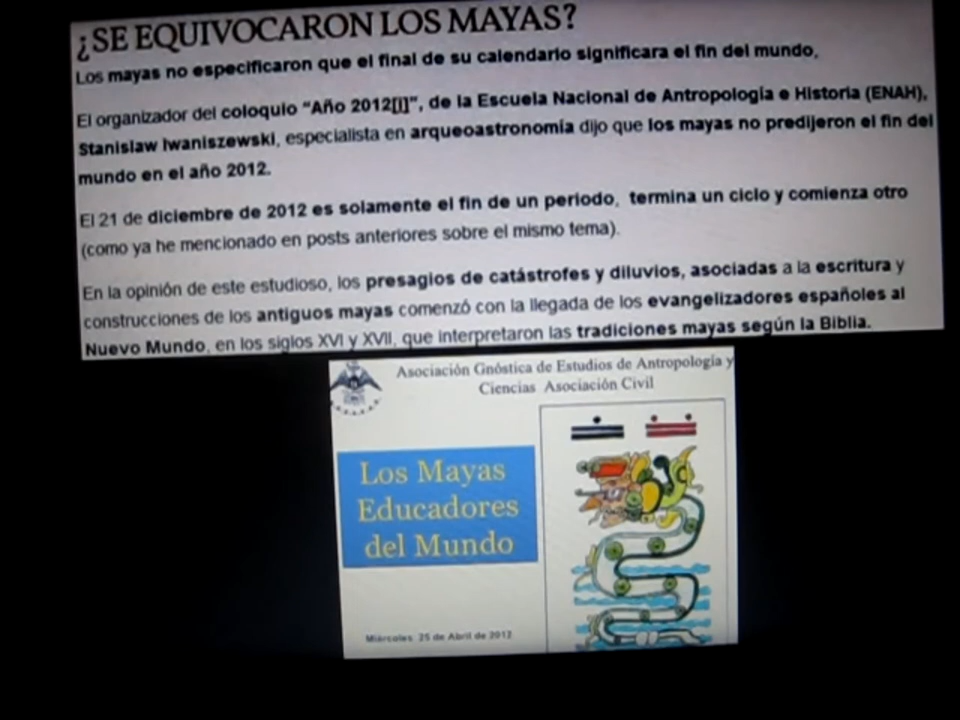 ¿SE EQUIVOCARON LOS MAYAS?
Los mayas no especificaron que el final de su calendario significara el fin del mundo,
El organizador del coloquio "Año 2012[I]", de la Escuela Nacional de Antropología e Historia (ENAH),
Stanislaw Iwaniszewski, especialista en arqueoastronomía dijo que los mayas no predijeron el fin del
mundo en el año 2012.
El 21 de diciembre de 2012 es solamente el fin de un periodo, termina un ciclo y comienza otro
(como ya he mencionado en posts anteriores sobre el mismo tema).
En la opinión de este estudioso, los presagios de catástrofes y diluvios, asociadas a la escritura y
construcciones de los antiguos mayas comenzó con la llegada de los evangelizadores españoles al
Nuevo Mundo, en los siglos XVI y XVII, que interpretaron las tradiciones mayas según la Biblia.
Asociación Gnóstica de Estudios de Antropología y
Ciencias Asociación Civil
Los Mayas
Educadores
del Mundo
Miércoles 25 de Abril de 2012